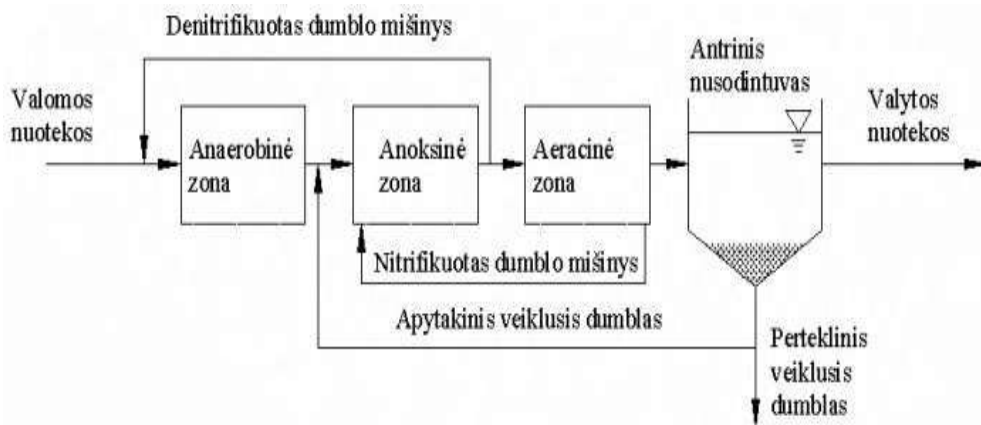 Denitrifikuotas dumblo mišinys
Antrinis
nusodintuvas
Valomos
nuotekos
Valytos
nuotekos
Anaerobinė
zona
Anoksinė
zona
Aeracinė
zona
Nitrifikuotas dumblo mišinys
Apytakinis veiklusis dumblas
Perteklinis
veiklusis
dumblas